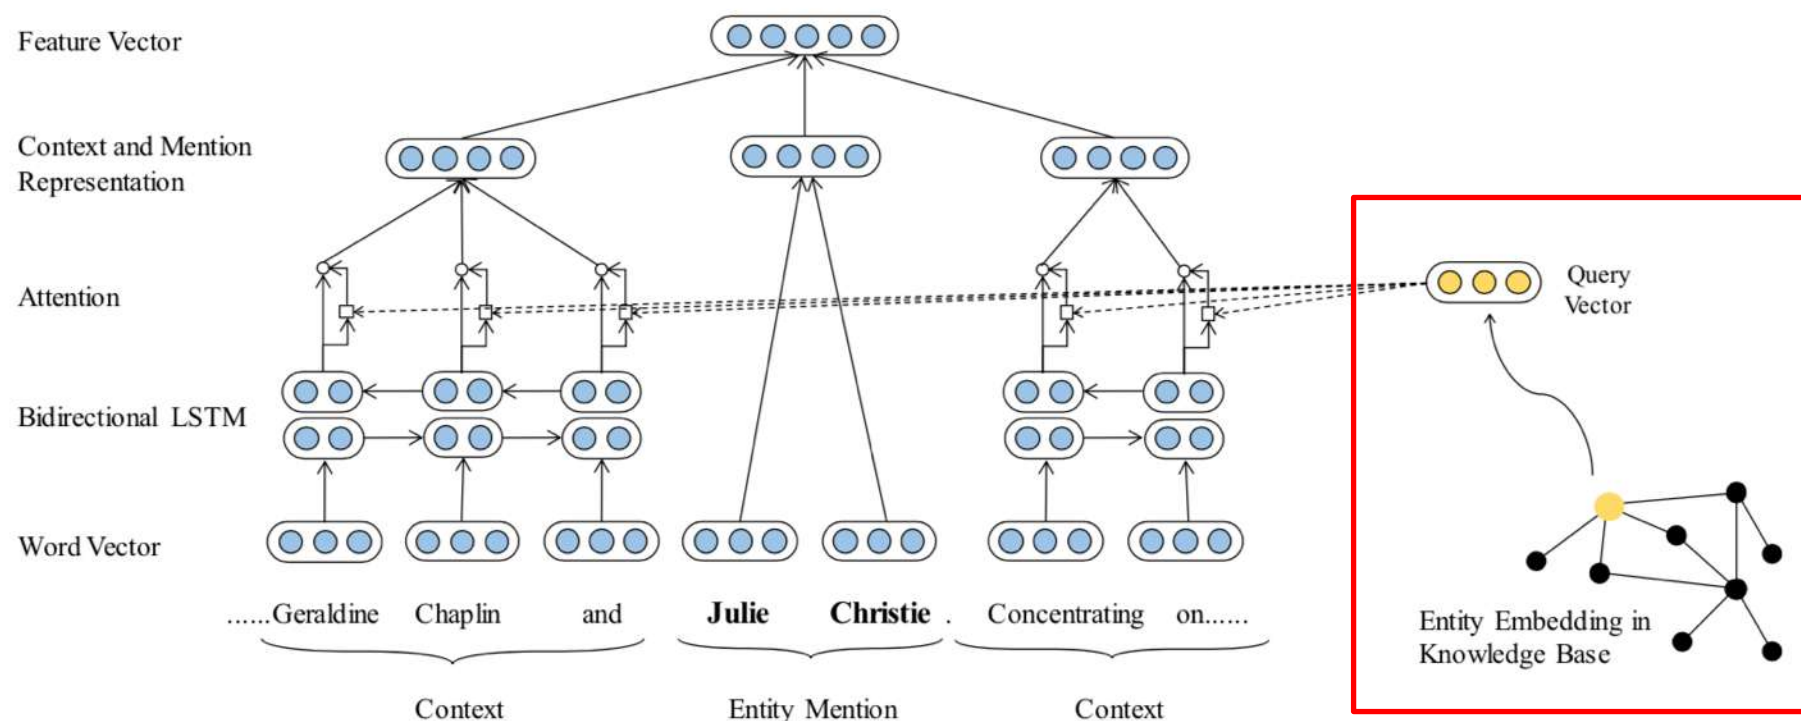 Feature Vector
Context and Mention
Representation
Attention
Query
Vector
Bidirectional LSTM
Word Vector
......Geraldine Chaplin and Julie Christie . Concentrating on......
Entity Embedding in
Knowledge Base
Context Entity Mention Context